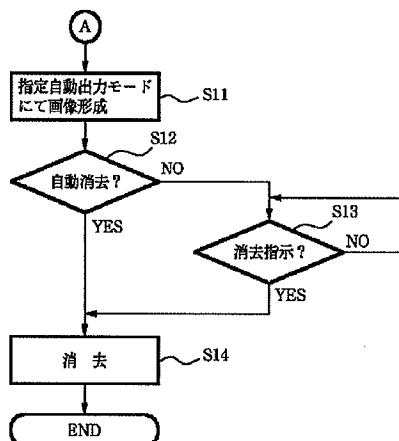 A
指定自動出力モード
にて画像形成
S11
S12
自動消去？
NO
YES
S13
消去指示？
NO
YES
消 去
S14
END